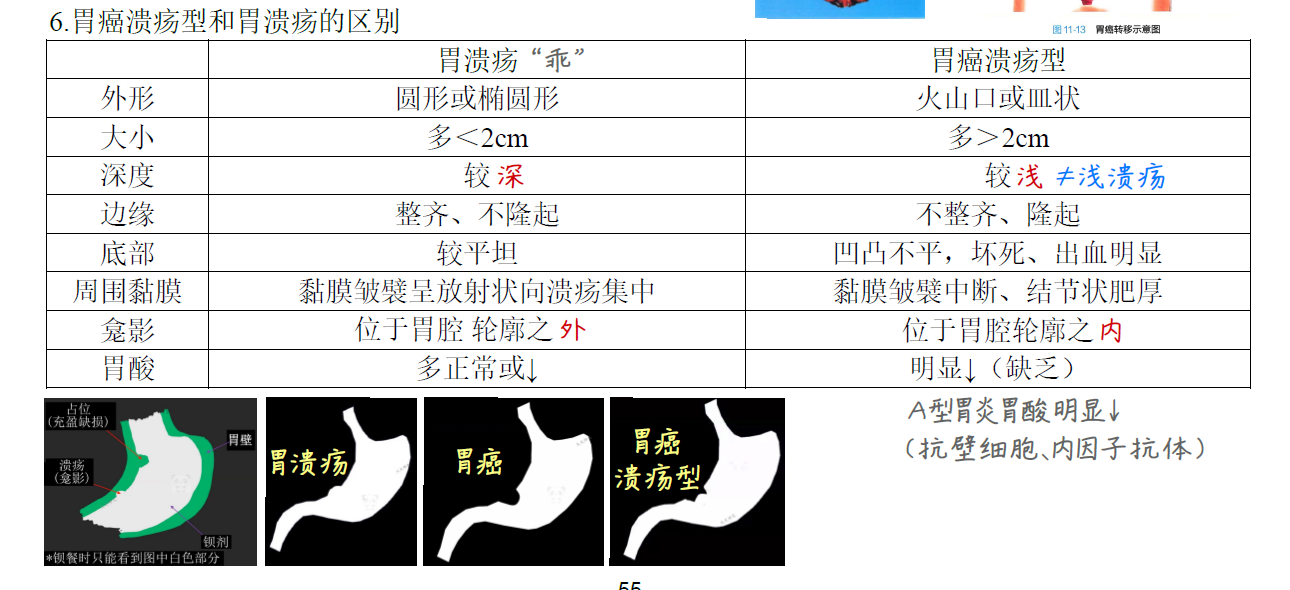 6.胃癌溃疡型和胃溃疡的区别
图 11-13 胃癌转移示意图
胃溃疡“乖” 胃癌溃疡型
外形 圆形或椭圆形 火山口或皿状
大小 多＜2cm 多＞2cm
深度 较深 较浅 ≠浅溃疡
边缘 整齐、不隆起 不整齐、隆起
底部 较平坦 凹凸不平，坏死、出血明显
周围黏膜 黏膜皱襞呈放射状向溃疡集中 黏膜皱襞中断、结节状肥厚
龛影 位于胃腔 轮廓之外 位于胃腔轮廓之内
胃酸 多正常或↓ 明显↓（缺乏）
占位
(充盈缺损)
胃壁
溃疡
(龛影)
钡剂
*钡餐时只能看到图中白色部分
胃溃疡
胃癌
胃癌
溃疡型
A型胃炎胃酸明显↓
（抗壁细胞、内因子抗体）
55